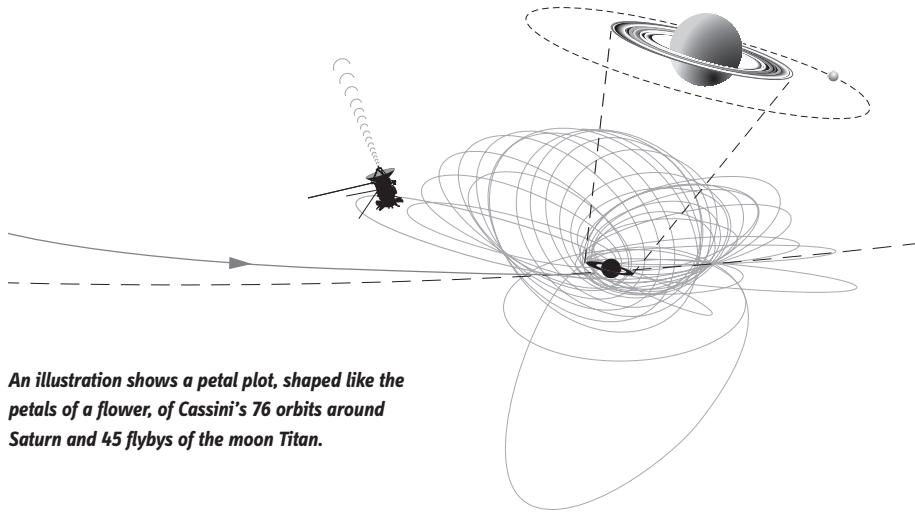 An illustration shows a petal plot, shaped like the
petals of a flower, of Cassini’s 76 orbits around
Saturn and 45 flybys of the moon Titan.